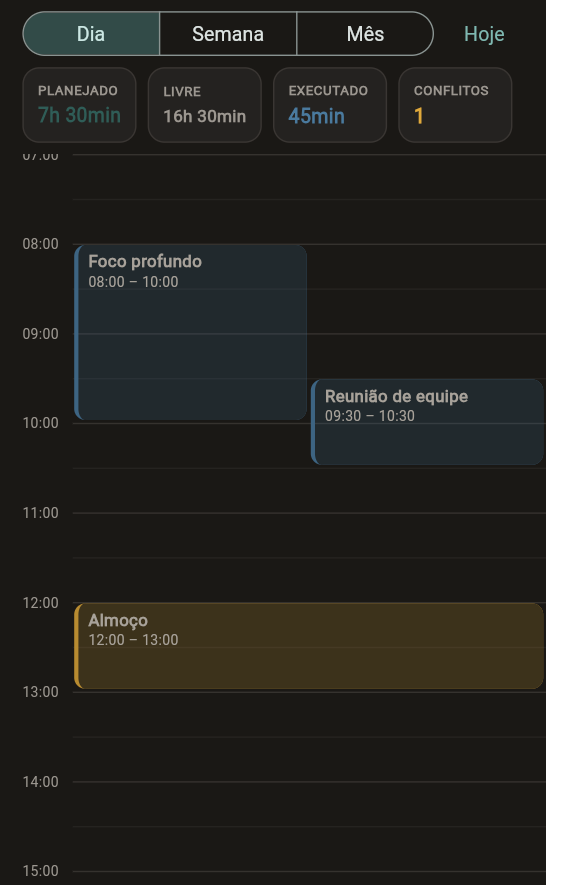 Dia Semana Mês Hoje
PLANEJADO LIVRE EXECUTADO CONFLITOS
7h 30min 16h 30min 45min 1
07:00
08:00
Foco profundo
08:00 – 10:00
09:00
Reunião de equipe
09:30 – 10:30
10:00
11:00
12:00
Almoço
12:00 – 13:00
13:00
14:00
15:00